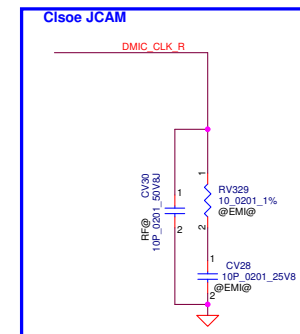 Clsoe JCAM
DMIC_CLK_R
1
2
CV30
10P_0201_50V8J
RF@
1
2
RV329
10_0201_1%
@EMI@
1
2
CV28
10P_0201_25V8
@EMI@